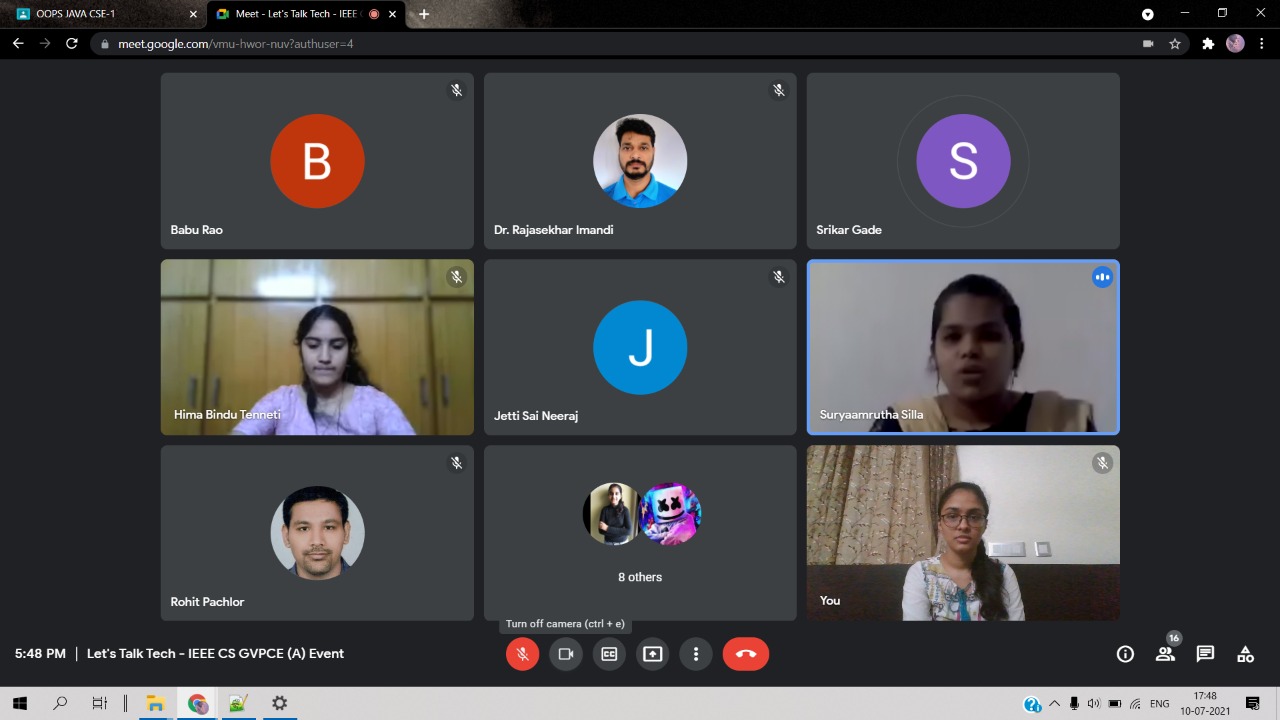 OOPS JAVA CSE-1
Meet - Let's Talk Tech - IEEE
meet.google.com/vmu-hwor-nuv?authuser=4
B
Babu Rao
Dr. Rajasekhar Imandi
S
Srikar Gade
Hima Bindu Tenneti
J
Jetti Sai Neeraj
Suryaamrutha Silla
Rohit Pachlor
8 others
You
Turn off camera (ctrl + e)
5:48 PM | Let's Talk Tech - IEEE CS GVPCE (A) Event
16
ENG
17:48
10-07-2021
3